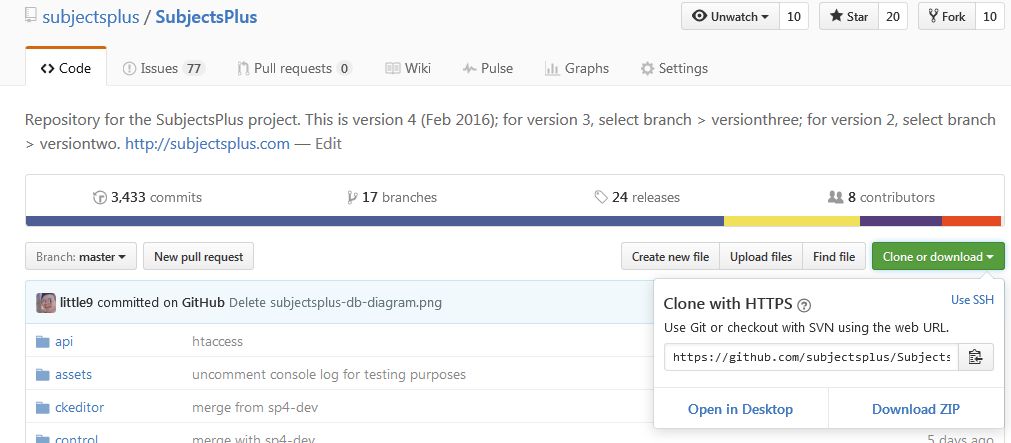 subjectsplus / SubjectsPlus
Unwatch 10 Star 20 Fork 10
Code Issues 77 Pull requests 0 Wiki Pulse Graphs Settings
Repository for the SubjectsPlus project. This is version 4 (Feb 2016); for version 3, select branch > versionthree; for version 2, select branch
> versiontwo. http://subjectsplus.com — Edit
3,433 commits 17 branches 24 releases 8 contributors
Branch: master New pull request Create new file Upload files Find file Clone or download
little9 committed on GitHub Delete subjectsplus-db-diagram.png
Clone with HTTPS ? Use SSH
Use Git or checkout with SVN using the web URL.
https://github.com/subjectsplus/Subjects
Open in Desktop Download ZIP
api htaccess
assets uncomment console log for testing purposes
ckeditor merge from sp4-dev
control merge with sp4-dev 5 days ago